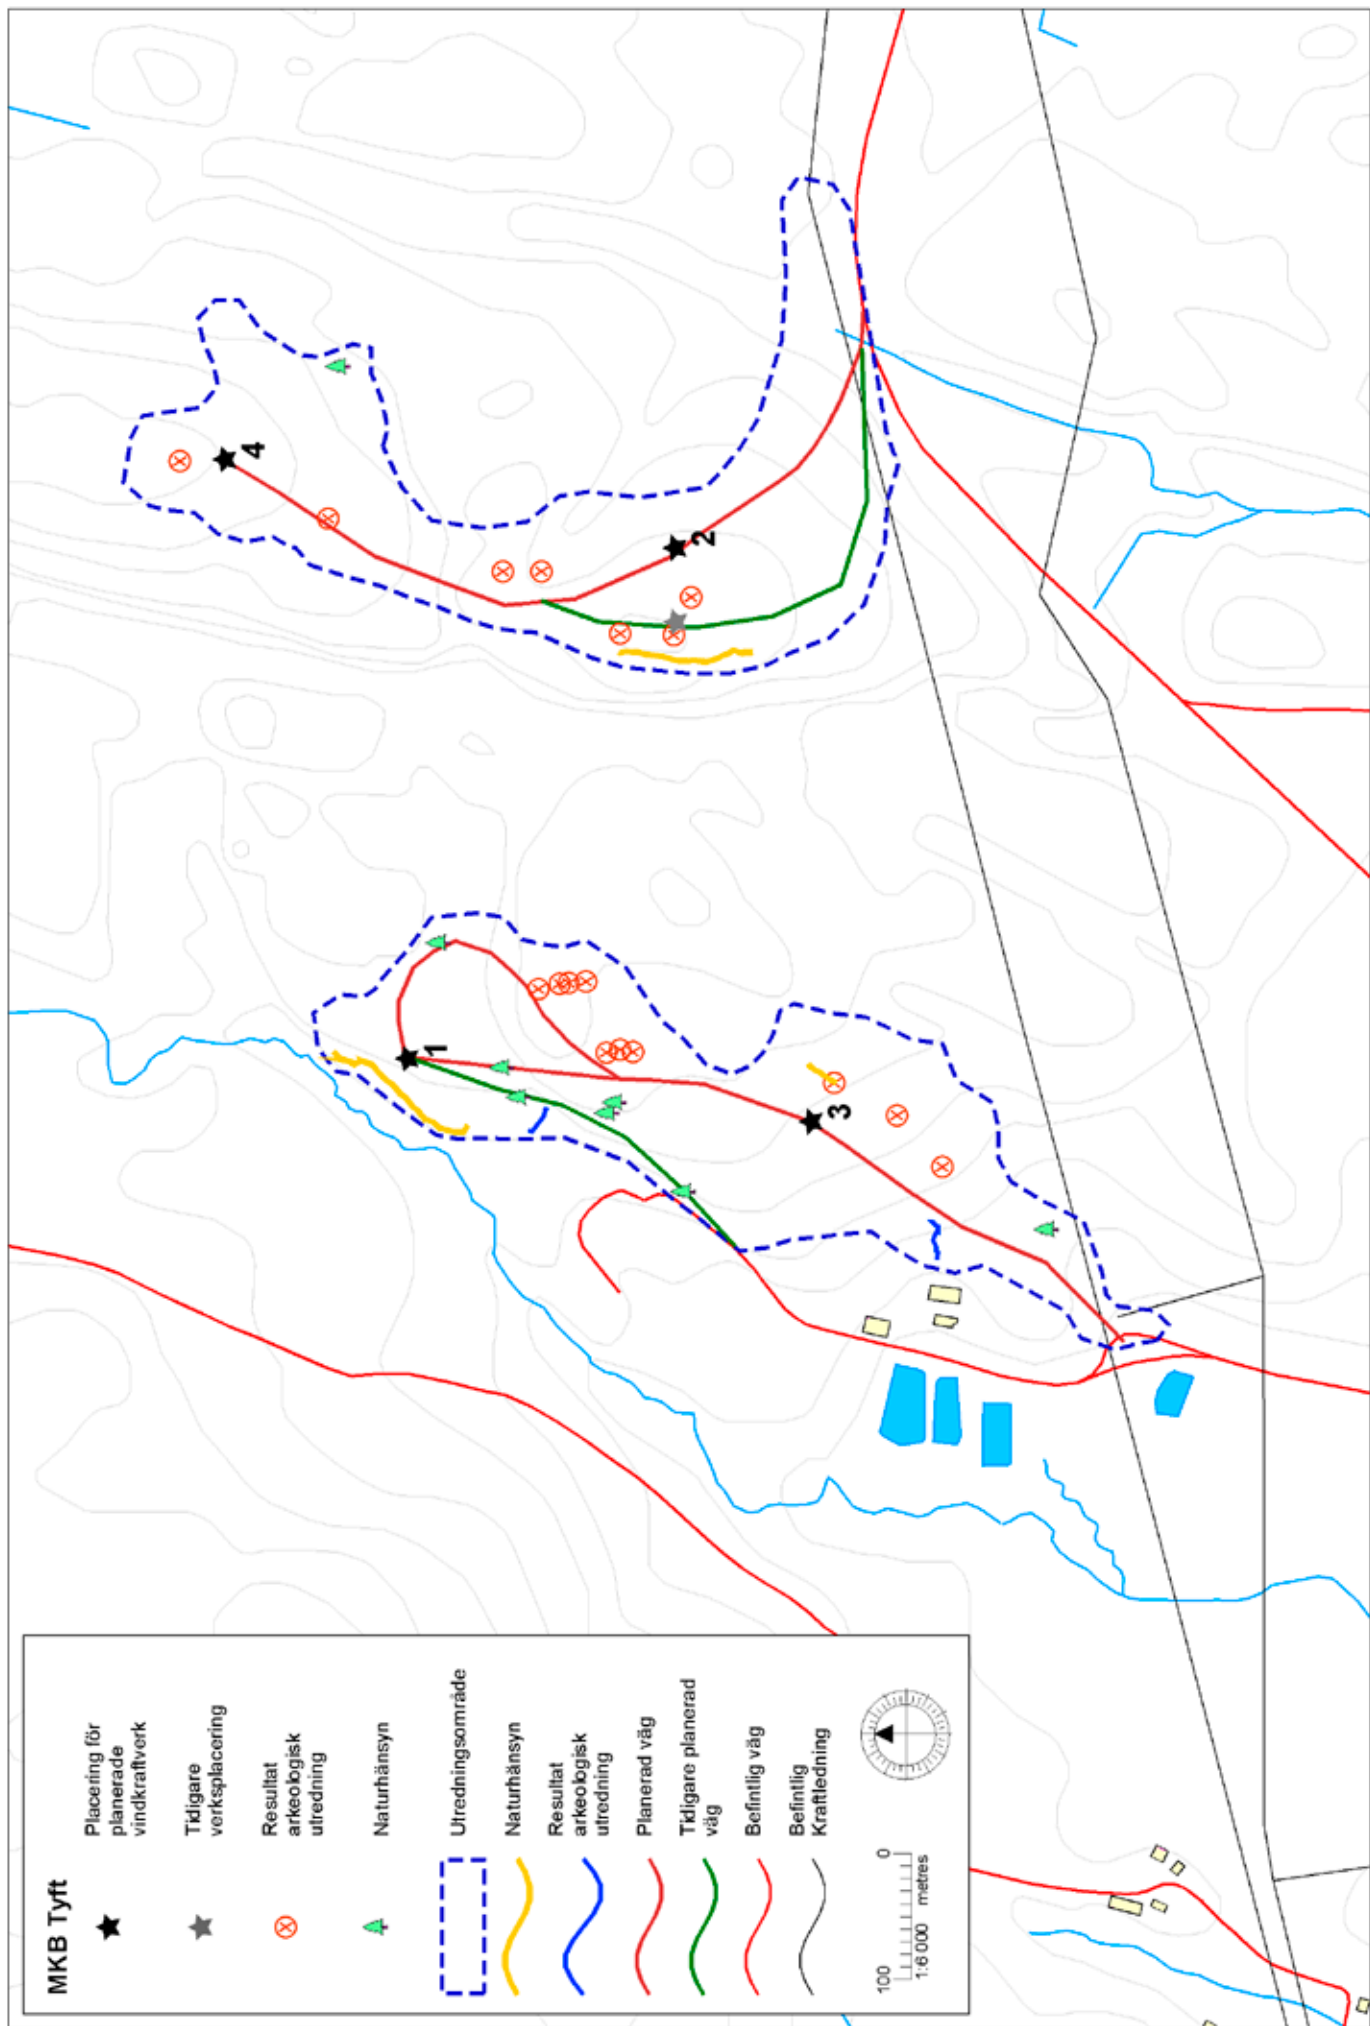 MKB Tyft
Placering för
planerade
vindkraftverk
Tidigare
verksplacering
Resultat
arkeologisk
utredning
Naturhänsyn
Utredningsområde
Naturhänsyn
Resultat
arkeologisk
utredning
Planerad väg
Tidigare planerad
väg
Befintlig väg
Befintlig
Kraftledning
100 0
1:6 000 metres
1
2
3
4